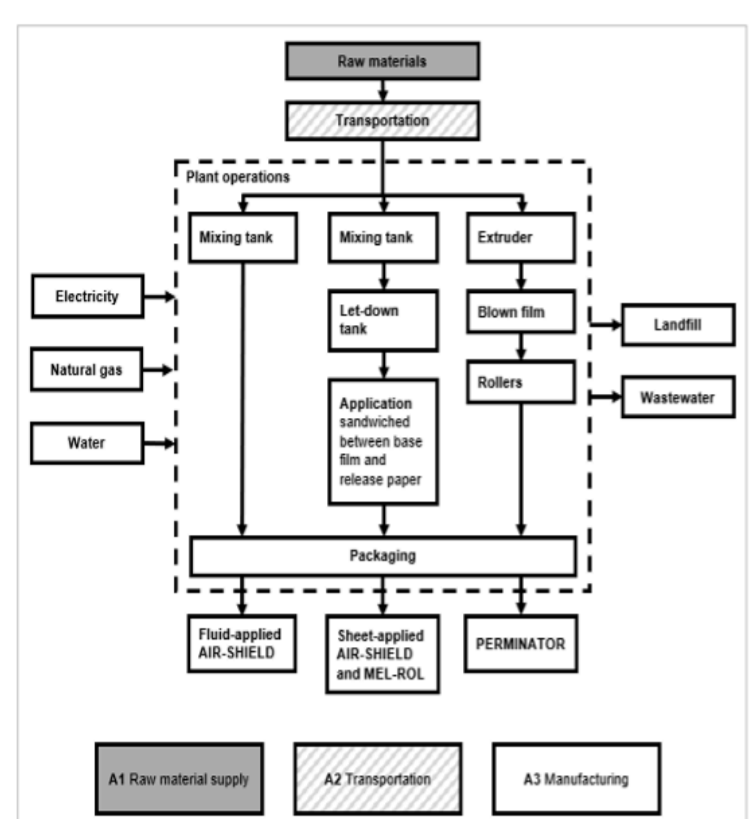 Raw materials
Transportation
Plant operations
Mixing tank
Mixing tank
Extruder
Electricity
Let-down
tank
Blown film
Landfill
Natural gas
Rollers
Application
sandwiched
between base
film and
release paper
Wastewater
Water
Packaging
Fluid-applied
AIR-SHIELD
Sheet-applied
AIR-SHIELD
and MEL-ROL
PERMINATOR
A1 Raw material supply
A2 Transportation
A3 Manufacturing